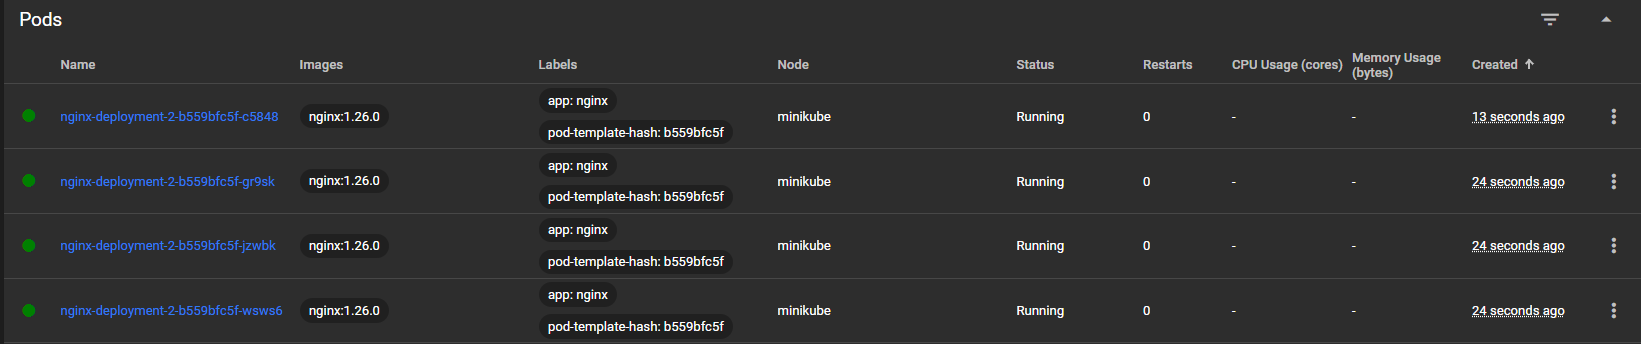 Pods
Name Images Labels Node Status Restarts CPU Usage (cores) Memory Usage (bytes) Created
nginx-deployment-2-b559bfc5f-c5848 nginx:1.26.0 app: nginx pod-template-hash: b559bfc5f minikube Running 0 - - 13 seconds ago
nginx-deployment-2-b559bfc5f-gr9sk nginx:1.26.0 app: nginx pod-template-hash: b559bfc5f minikube Running 0 - - 24 seconds ago
nginx-deployment-2-b559bfc5f-jzwbk nginx:1.26.0 app: nginx pod-template-hash: b559bfc5f minikube Running 0 - - 24 seconds ago
nginx-deployment-2-b559bfc5f-wsws6 nginx:1.26.0 app: nginx pod-template-hash: b559bfc5f minikube Running 0 - - 24 seconds ago